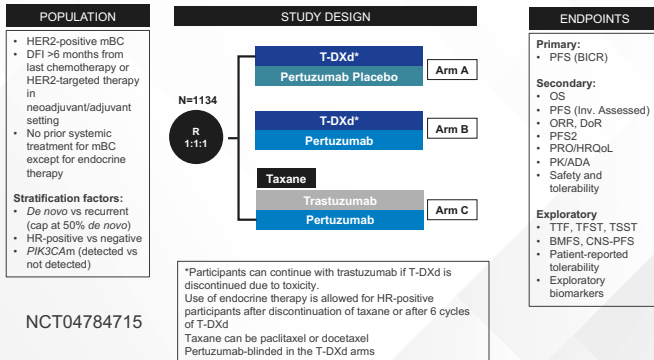 POPULATION
• HER2-positive mBC
• DFI >6 months from
last chemotherapy or
HER2-targeted therapy
in
neoadjuvant/adjuvant
setting
• No prior systemic
treatment for mBC
except for endocrine
therapy
Stratification factors:
• De novo vs recurrent
(cap at 50% de novo)
• HR-positive vs negative
• PIK3CAm (detected vs
not detected)
NCT04784715
STUDY DESIGN
N=1134
R
1:1:1
T-DXd*
Pertuzumab Placebo
Arm A
T-DXd*
Pertuzumab
Arm B
Taxane
Trastuzumab
Pertuzumab
Arm C
*Participants can continue with trastuzumab if T-DXd is
discontinued due to toxicity.
Use of endocrine therapy is allowed for HR-positive
participants after discontinuation of taxane or after 6 cycles
of T-DXd
Taxane can be paclitaxel or docetaxel
Pertuzumab-blinded in the T-DXd arms
ENDPOINTS
Primary:
• PFS (BICR)
Secondary:
• OS
• PFS (Inv. Assessed)
• ORR, DoR
• PFS2
• PRO/HRQoL
• PK/ADA
• Safety and
tolerability
Exploratory
• TTF, TFST, TSST
• BMFS, CNS-PFS
• Patient-reported
tolerability
• Exploratory
biomarkers